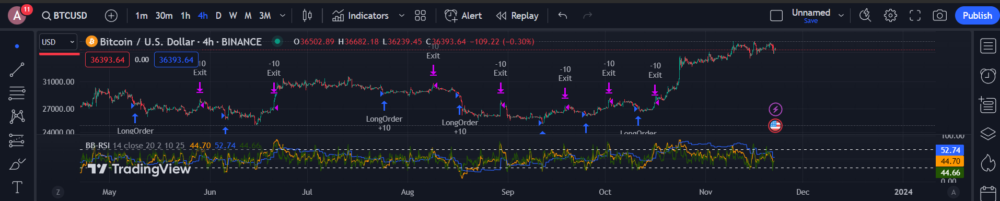 A 11 BTCUSD 1m 30m 1h 4h D W M 3M Indicators Alert Replay Unnamed Save Publish
USD Bitcoin / U.S. Dollar · 4h · BINANCE O36502.89 H36682.18 L36239.45 C36393.64 −109.22 (−0.30%)
36393.64 0.00 36393.64
-10
Exit
-10
Exit
-10
Exit
-10
Exit
-10
Exit
-10
Exit
-10
Exit
31000.00
27000.00
24000.00
LongOrder
LongOrder
+10
LongOrder
+10
LongOrder
BB-RSI 14 close 20 2 10 25 44.70 52.74 44.66
100.00
52.74
44.70
44.66
0.00
TradingView
T
Z May Jun Jul Aug Sep Oct Nov Dec 2024 A